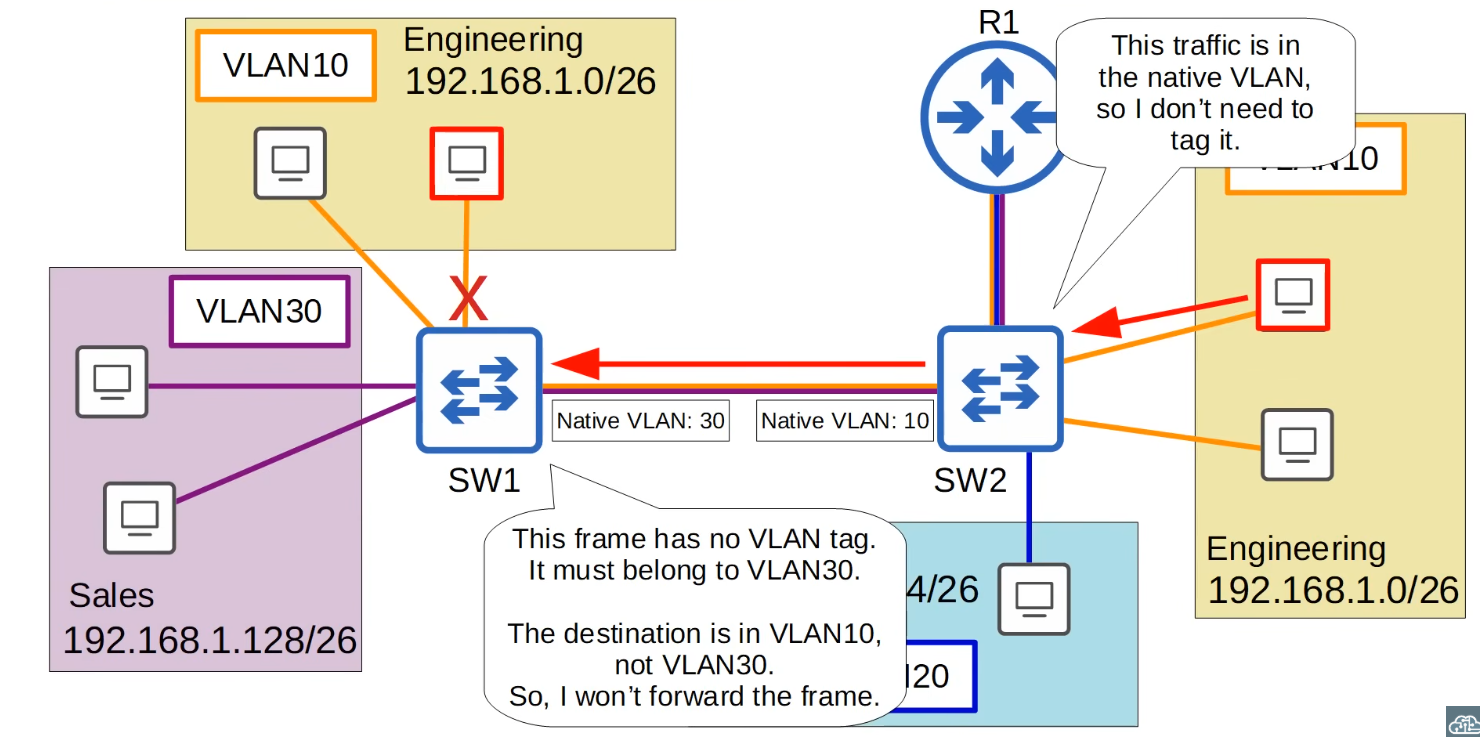 R1
This traffic is in
the native VLAN,
so I don’t need to
tag it.
VLAN10
Engineering
192.168.1.0/26
VLAN10
VLAN30
Native VLAN: 30
Native VLAN: 10
SW1
SW2
This frame has no VLAN tag.
It must belong to VLAN30.
The destination is in VLAN10,
not VLAN30.
So, I won’t forward the frame.
4/26
20
Engineering
192.168.1.0/26
Sales
192.168.1.128/26